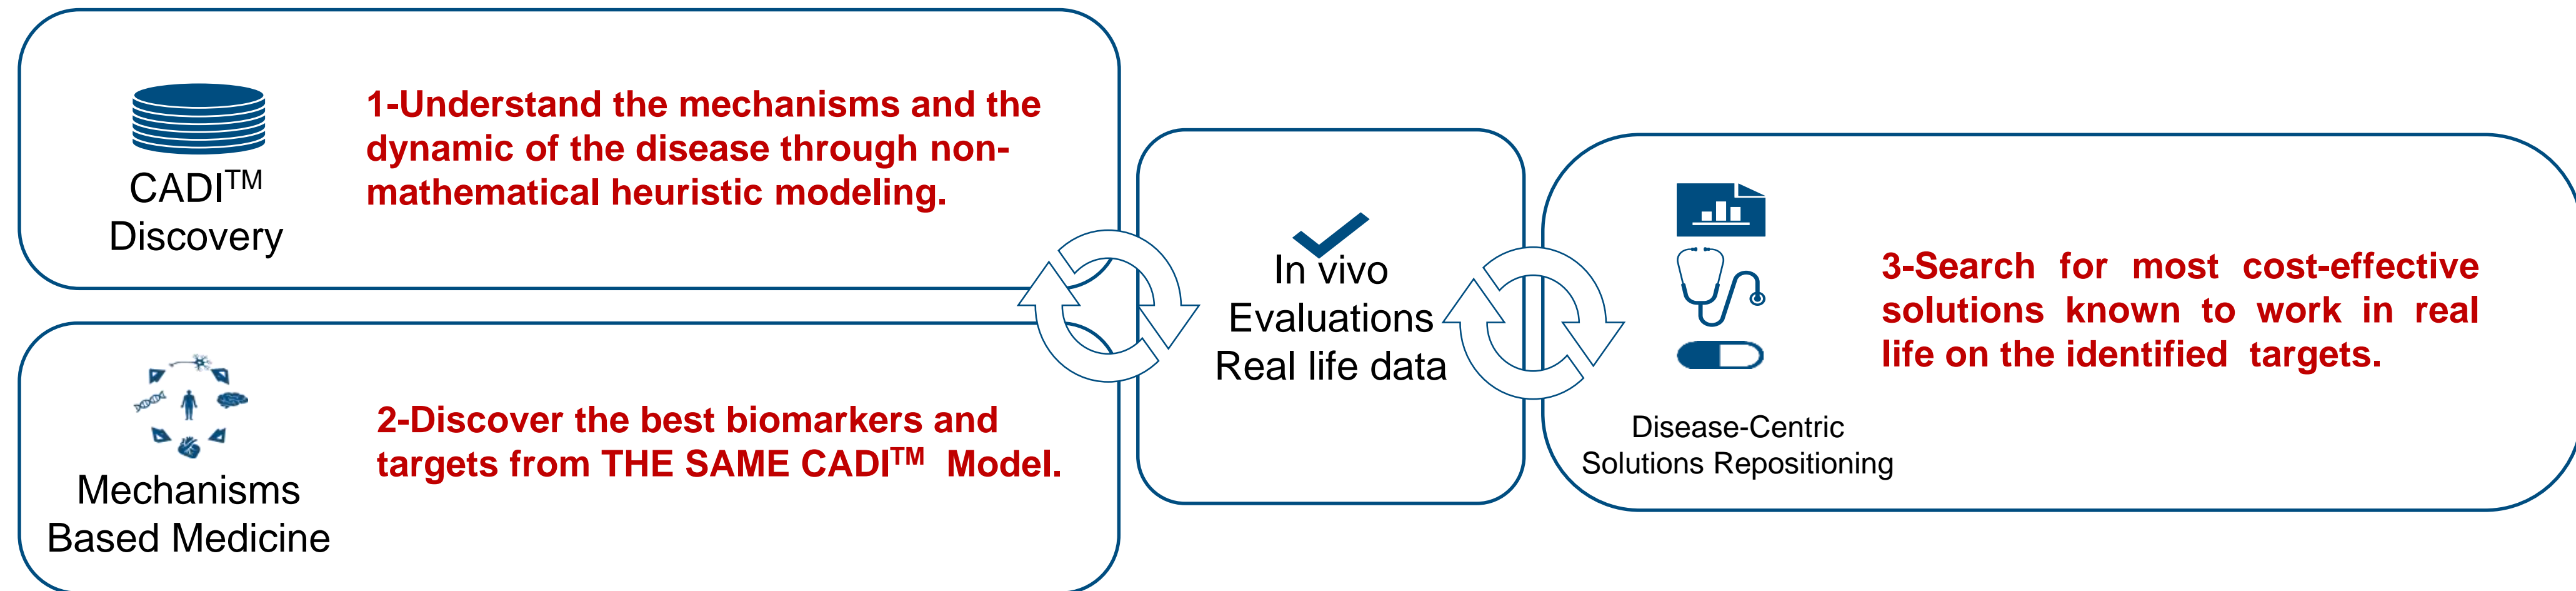 CADI™
Discovery
1-Understand the mechanisms and the
dynamic of the disease through non-
mathematical heuristic modeling.
Mechanisms
Based Medicine
2-Discover the best biomarkers and
targets from THE SAME CADI™ Model.
In vivo
Evaluations
Real life data
Disease-Centric
Solutions Repositioning
3-Search for most cost-effective
solutions known to work in real
life on the identified targets.